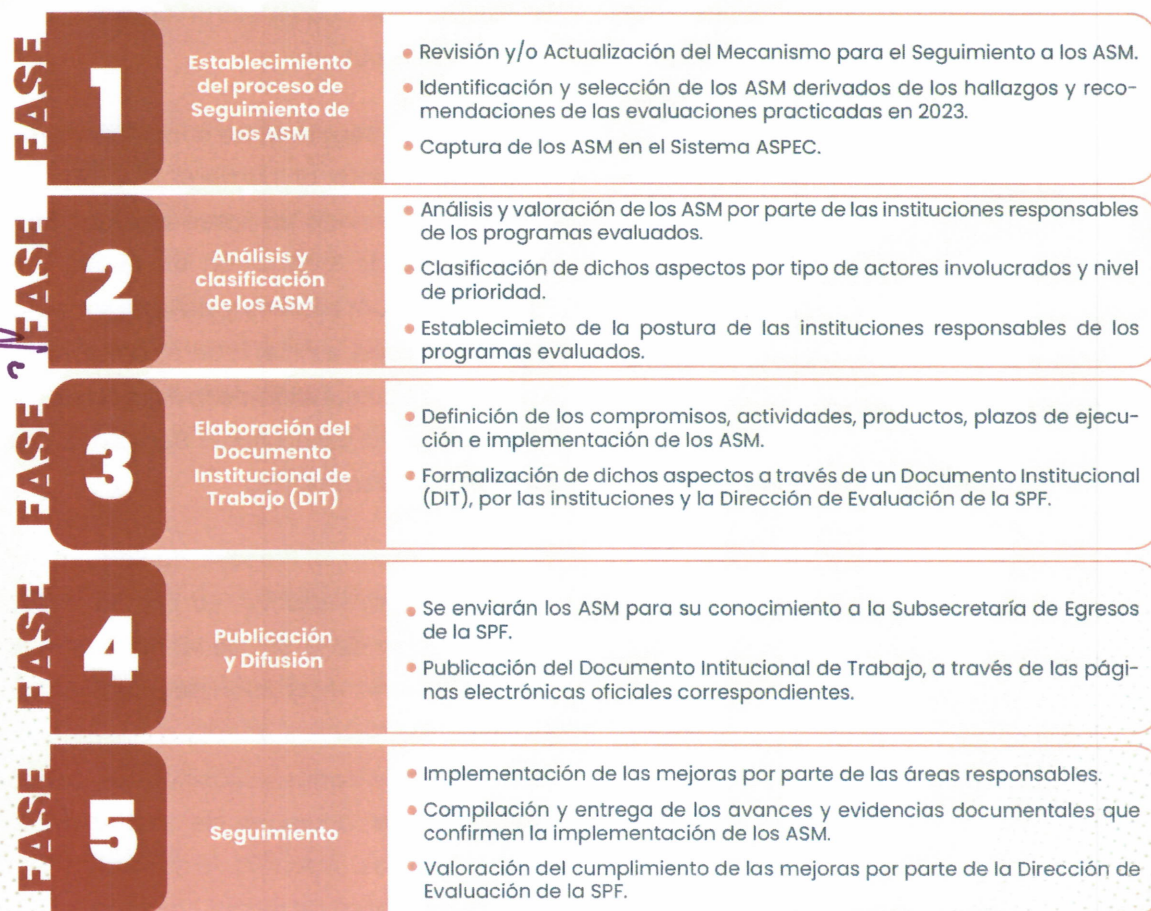 FASE
1
Establecimiento
del proceso de
Seguimiento de
los ASM
• Revisión y/o Actualización del Mecanismo para el Seguimiento a los ASM.
• Identificación y selección de los ASM derivados de los hallazgos y reco-
mendaciones de las evaluaciones practicadas en 2023.
• Captura de los ASM en el Sistema ASPEC.
FASE
2
Análisis y
clasificación
de los ASM
• Análisis y valoración de los ASM por parte de las instituciones responsables
de los programas evaluados.
• Clasificación de dichos aspectos por tipo de actores involucrados y nivel
de prioridad.
• Establecimieto de la postura de las instituciones responsables de los
programas evaluados.
FASE
3
Elaboración del
Documento
Institucional de
Trabajo (DIT)
• Definición de los compromisos, actividades, productos, plazos de ejecu-
ción e implementación de los ASM.
• Formalización de dichos aspectos a través de un Documento Institucional
(DIT), por las instituciones y la Dirección de Evaluación de la SPF.
FASE
4
Publicación
y Difusión
• Se enviarán los ASM para su conocimiento a la Subsecretaría de Egresos
de la SPF.
• Publicación del Documento Intitucional de Trabajo, a través de las pági-
nas electrónicas oficiales correspondientes.
FASE
5
Seguimiento
• Implementación de las mejoras por parte de las áreas responsables.
• Compilación y entrega de los avances y evidencias documentales que
confirmen la implementación de los ASM.
• Valoración del cumplimiento de las mejoras por parte de la Dirección de
Evaluación de la SPF.